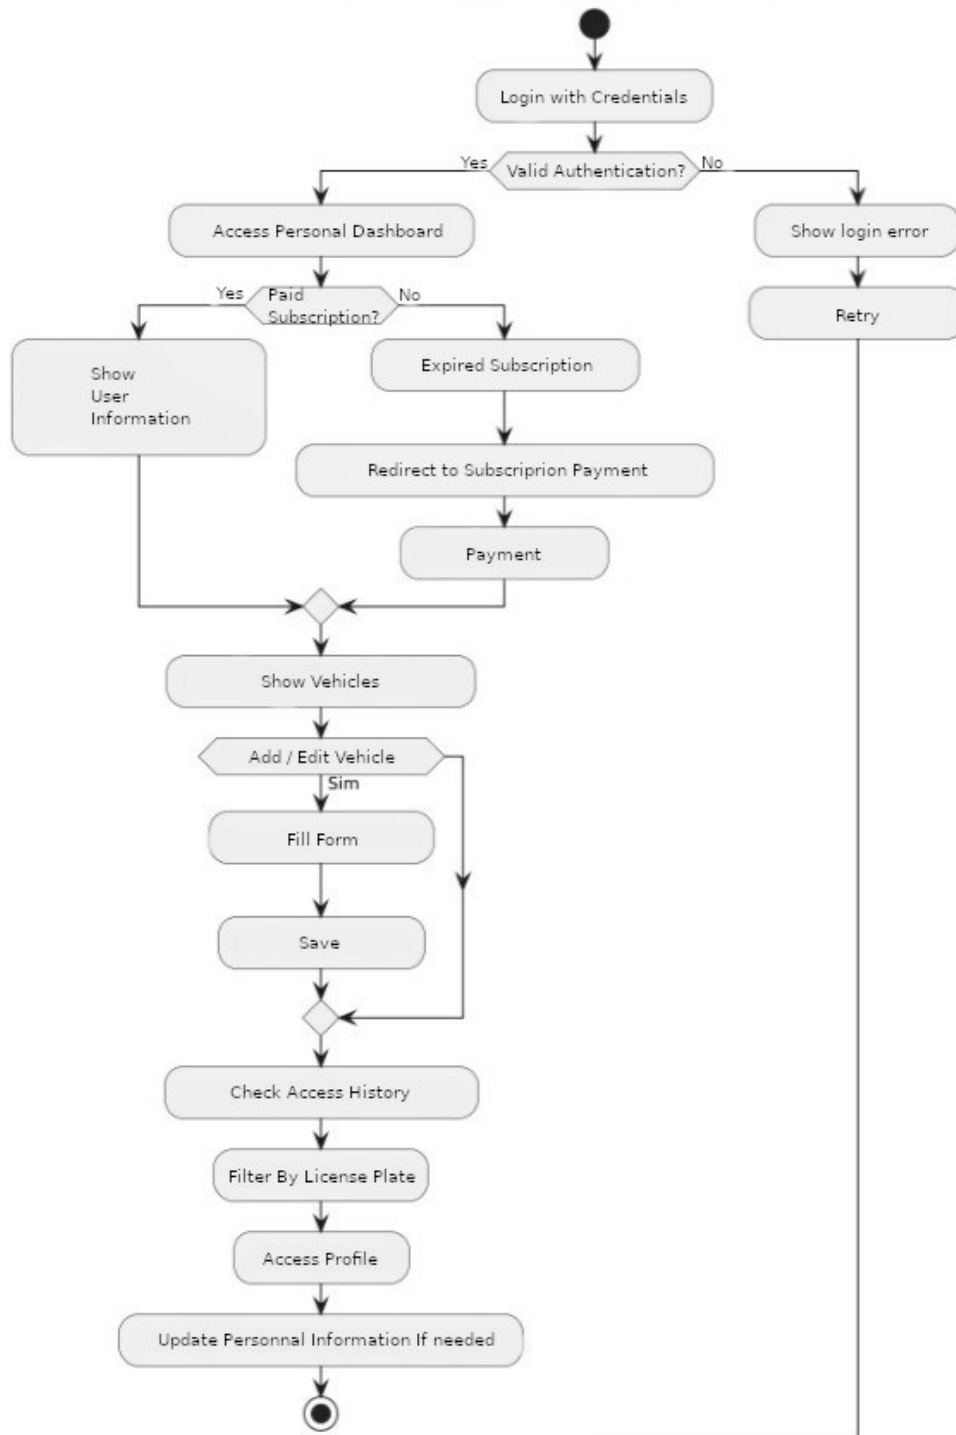 Login with Credentials
Yes
Valid Authentication?
No
Access Personal Dashboard
Show login error
Yes
Paid
Subscription?
No
Retry
Show
User
Information
Expired Subscription
Redirect to Subscriprion Payment
Payment
Show Vehicles
Add / Edit Vehicle
Sim
Fill Form
Save
Check Access History
Filter By License Plate
Access Profile
Update Personnal Information If needed